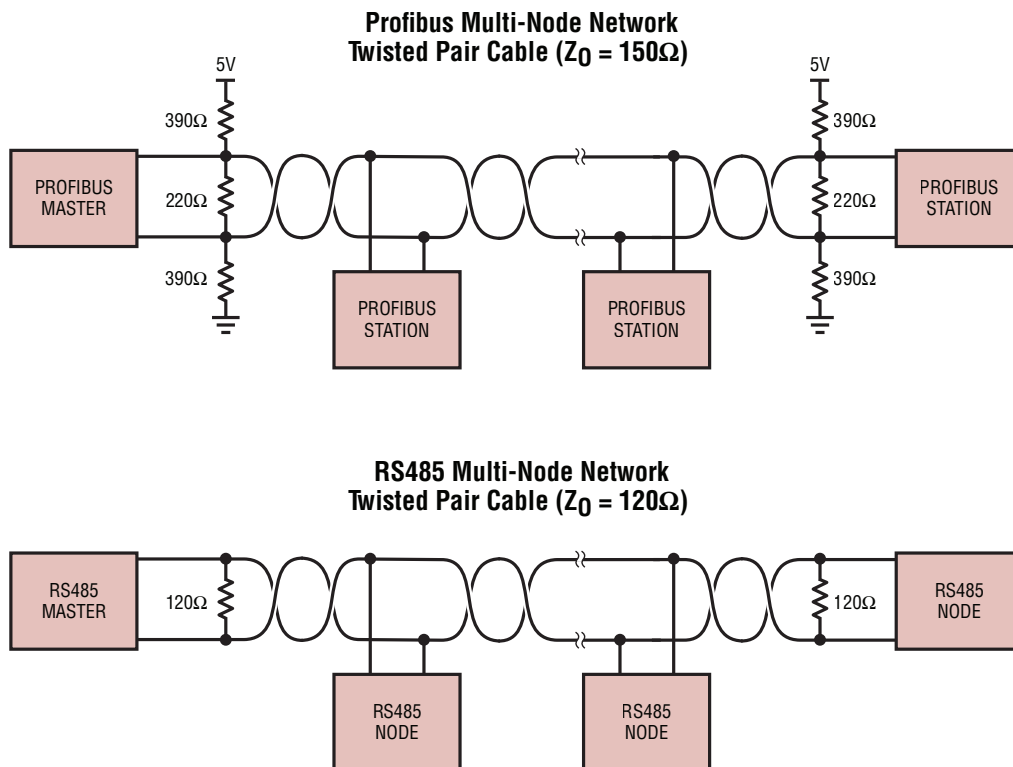 Profibus Multi-Node Network
Twisted Pair Cable (Z0 = 150Ω)
5V
5V
390Ω
390Ω
PROFIBUS
MASTER
220Ω
220Ω
PROFIBUS
STATION
390Ω
390Ω
PROFIBUS
STATION
PROFIBUS
STATION
RS485 Multi-Node Network
Twisted Pair Cable (Z0 = 120Ω)
RS485
MASTER
120Ω
120Ω
RS485
NODE
RS485
NODE
RS485
NODE